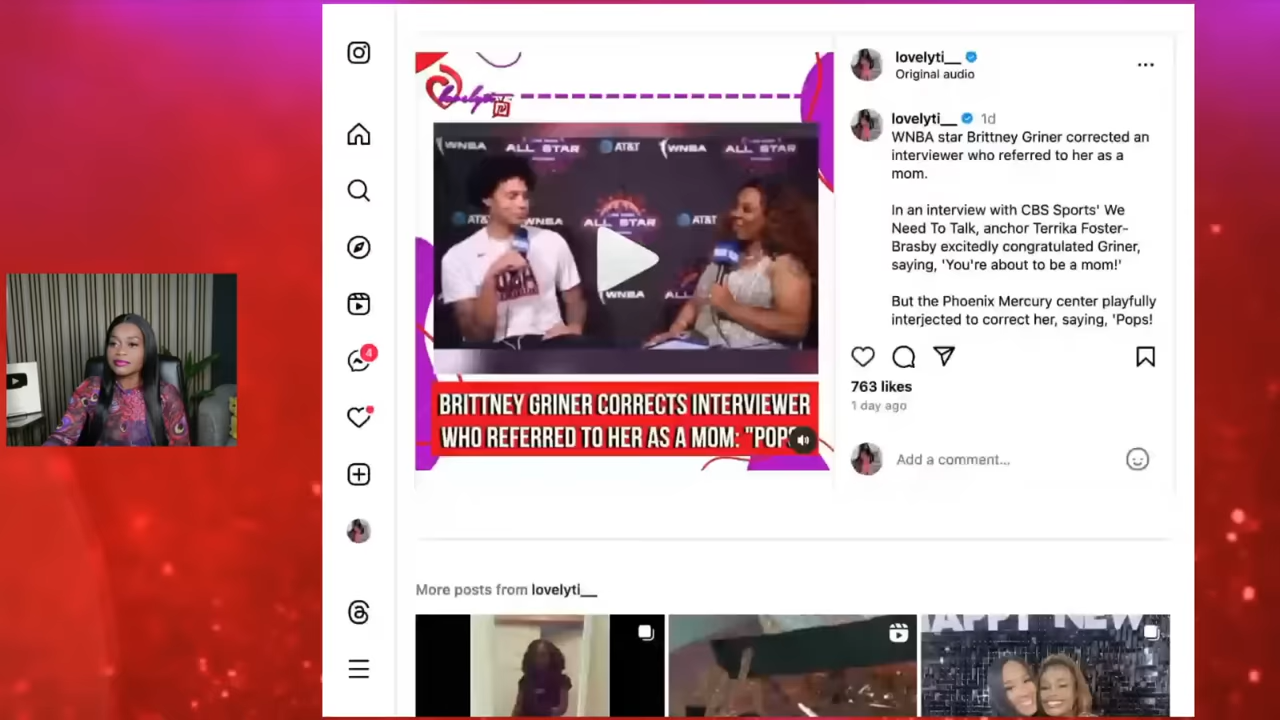 lovelyti__
Original audio
lovelyti__ 1d
WNBA star Brittney Griner corrected an
interviewer who referred to her as a
mom.
In an interview with CBS Sports' We
Need To Talk, anchor Terrika Foster-
Brasby excitedly congratulated Griner,
saying, 'You're about to be a mom!'
But the Phoenix Mercury center playfully
interjected to correct her, saying, 'Pops!
763 likes
1 day ago
Add a comment...
lovelyti
WNBA ALL STAR AT&T WNBA ALL STAR
AT&T WNBA ALL STAR AT&T
WNBA
BRITTNEY GRINER CORRECTS INTERVIEWER
WHO REFERRED TO HER AS A MOM: "POPS
4
More posts from lovelyti__
HAPPY NEW